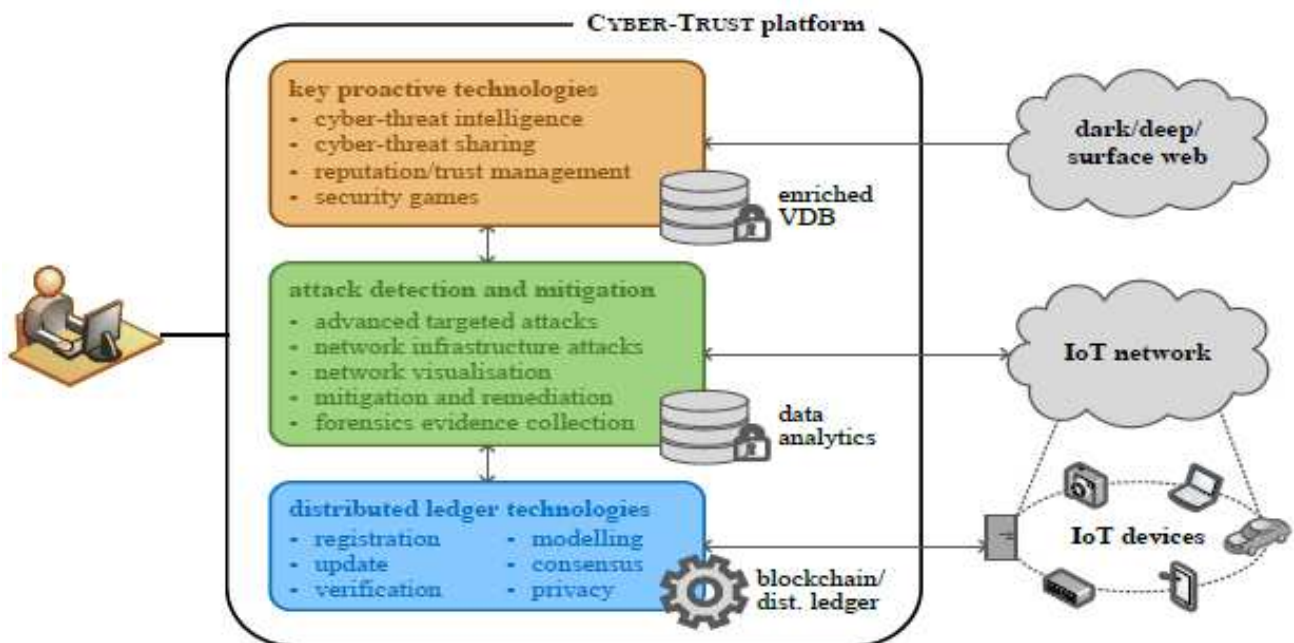 CYBER-TRUST platform
key proactive technologies
• cyber-threat intelligence
• cyber-threat sharing
• reputation/trust management
• security games
enriched
VDB
dark/deep/
surface web
attack detection and mitigation
• advanced targeted attacks
• network infrastructure attacks
• network visualisation
• mitigation and remediation
• forensics evidence collection
data
analytics
IoT network
distributed ledger technologies
• registration
• update
• verification
• modelling
• consensus
• privacy
blockchain/
dist. ledger
IoT devices